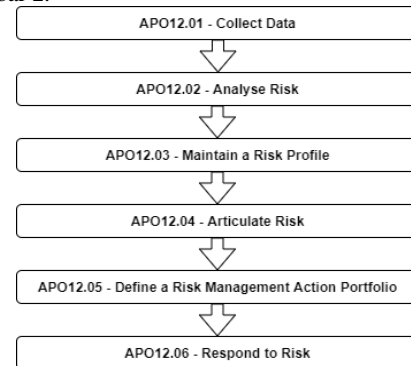 APO12.01 - Collect Data
APO12.02 - Analyse Risk
APO12.03 - Maintain a Risk Profile
APO12.04 - Articulate Risk
APO12.05 - Define a Risk Management Action Portfolio
APO12.06 - Respond to Risk